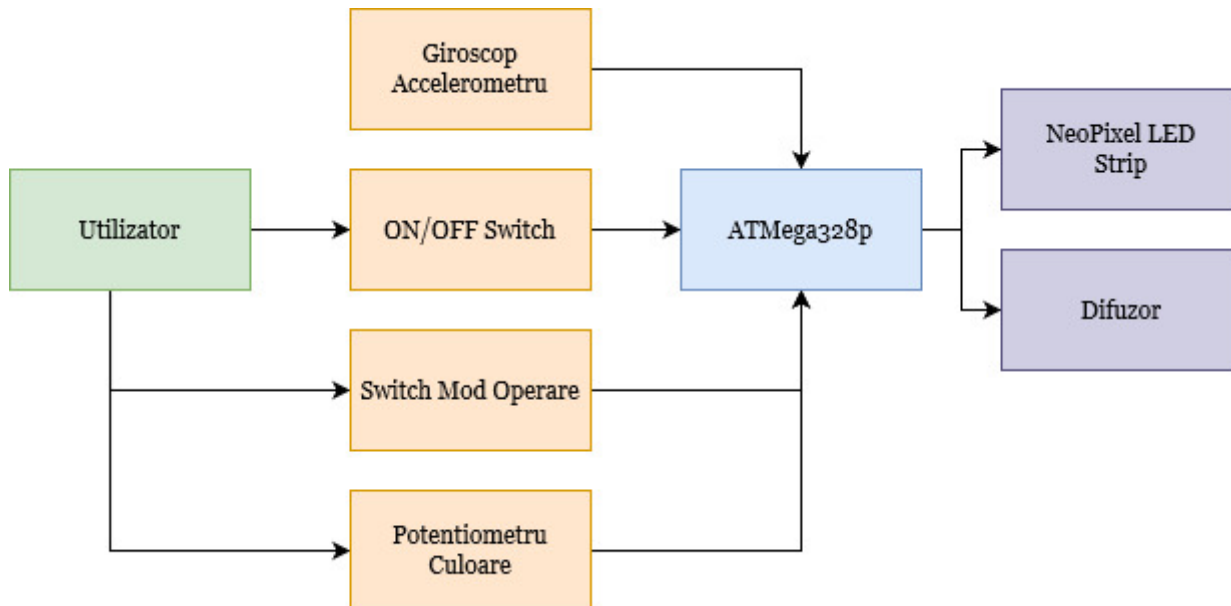 Giroscop
Accelerometru
NeoPixel LED
Strip
Utilizator
ON/OFF Switch
ATMega328p
Difuzor
Switch Mod Operare
Potentiometru
Culoare